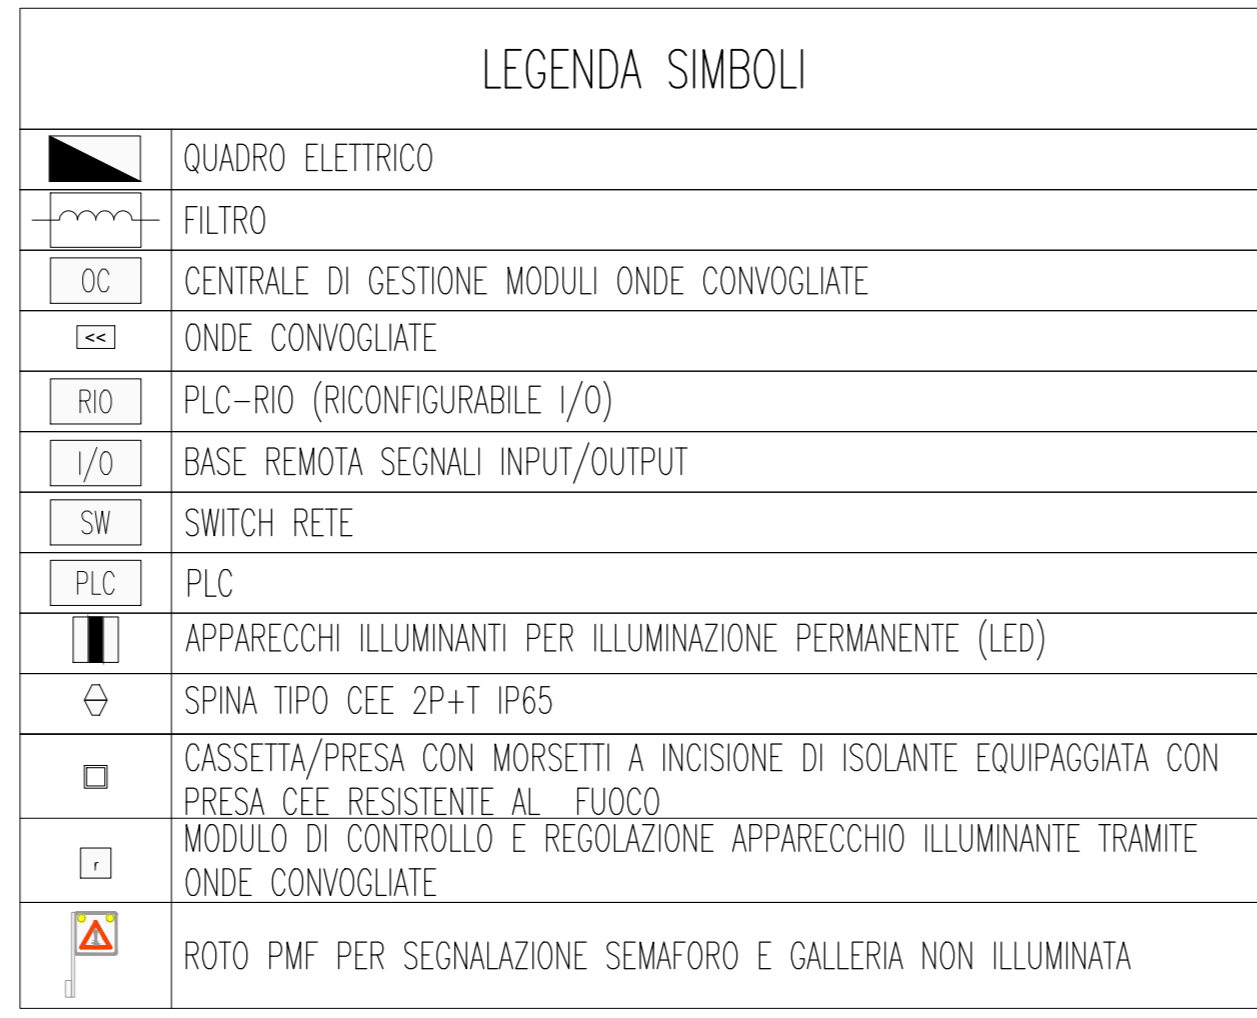 LEGENDA SIMBOLI
QUADRO ELETTRICO
FILTRO
OC CENTRALE DI GESTIONE MODULI ONDE CONVOGLIATE
<< ONDE CONVOGLIATE
RIO PLC-RIO (RICONFIGURABILE I/O)
I/O BASE REMOTA SEGNALI INPUT/OUTPUT
SW SWITCH RETE
PLC PLC
APPARECCHI ILLUMINANTI PER ILLUMINAZIONE PERMANENTE (LED)
SPINA TIPO CEE 2P+T IP65
CASSETTA/PRESA CON MORSETTI A INCISIONE DI ISOLANTE EQUIPAGGIATA CON
PRESA CEE RESISTENTE AL FUOCO
MODULO DI CONTROLLO E REGOLAZIONE APPARECCHIO ILLUMINANTE TRAMITE
r ONDE CONVOGLIATE
ROTO PMF PER SEGNALAZIONE SEMAFORO E GALLERIA NON ILLUMINATA